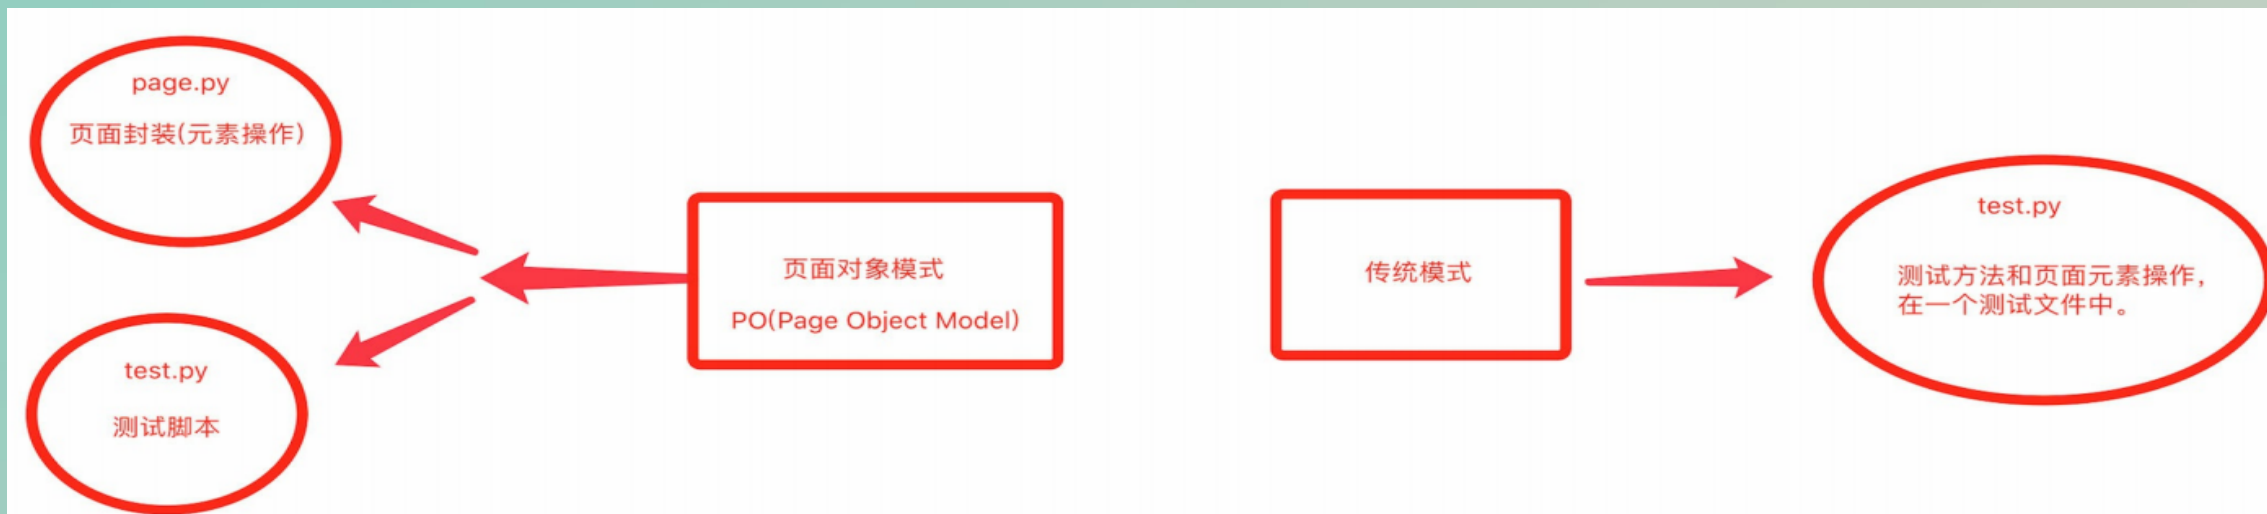 page.py
页面封装(元素操作)
test.py
测试脚本
页面对象模式
PO(Page Object Model)
传统模式
test.py
测试方法和页面元素操作,
在一个测试文件中。